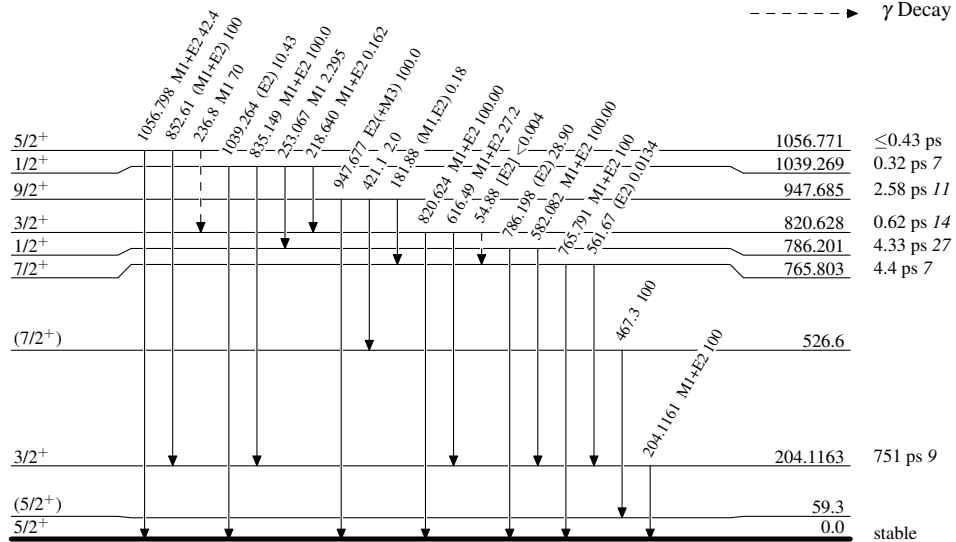 γ Decay
1056.798 M1+E2 42.4
852.61 (M1+E2) 100
236.8 M1 70
1039.264 (E2) 10.43
835.149 M1+E2 100.0
253.067 M1 2.295
218.640 M1+E2 0.162
947.677 E2(+M3) 100.0
421.1 2.0
181.88 (M1,E2) 0.18
820.624 M1+E2 100.00
616.49 M1+E2 27.2
54.88 [E2] <0.004
786.198 (E2) 28.90
582.082 M1+E2 100.00
765.791 M1+E2 100
561.67 (E2) 0.0134
467.3 100
204.1161 M1+E2 100
5/2+ 1056.771 ≤0.43 ps
1/2+ 1039.269 0.32 ps 7
9/2+ 947.685 2.58 ps 11
3/2+ 820.628 0.62 ps 14
1/2+ 786.201 4.33 ps 27
7/2+ 765.803 4.4 ps 7
(7/2+) 526.6
3/2+ 204.1163 751 ps 9
(5/2+) 59.3
5/2+ 0.0 stable